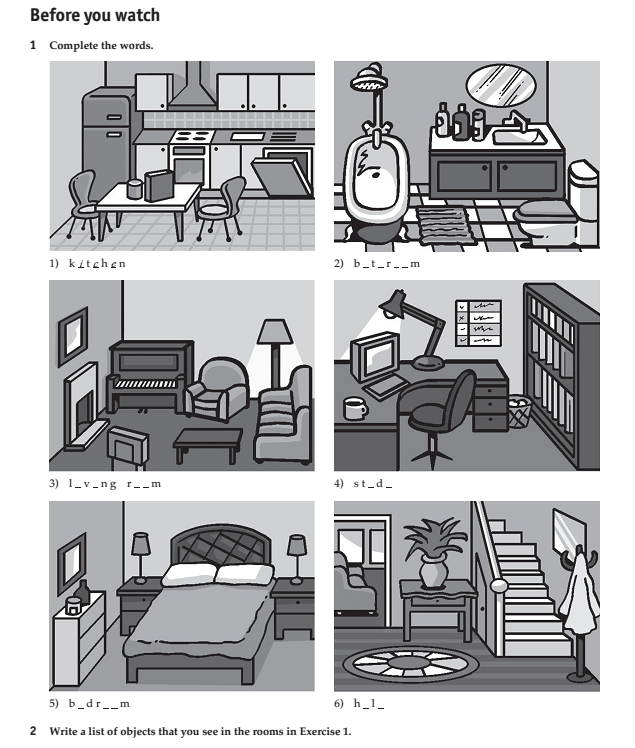 Before you watch
1 Complete the words.
1) k i t c h e n
2) b _ t _ r _ _ m
3) l _ v _ n g r _ _ m
4) s t _ d _
5) b _ d r _ _ m
6) h _ l _
2 Write a list of objects that you see in the rooms in Exercise 1.